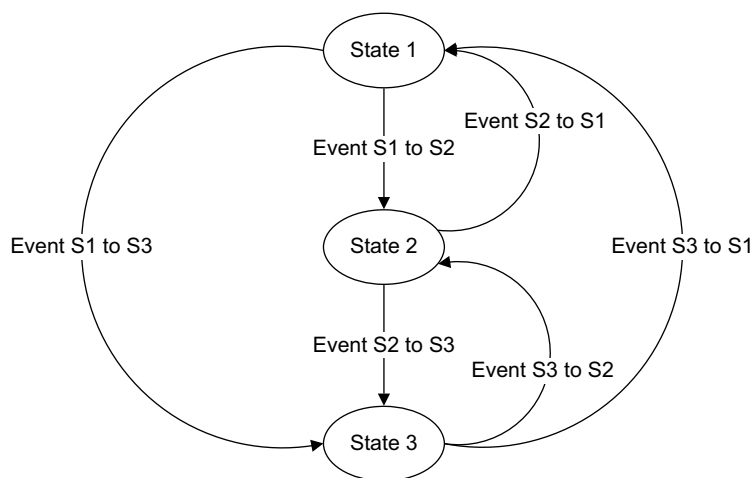 State 1
Event S2 to S1
Event S1 to S2
Event S1 to S3
State 2
Event S3 to S1
Event S2 to S3
Event S3 to S2
State 3